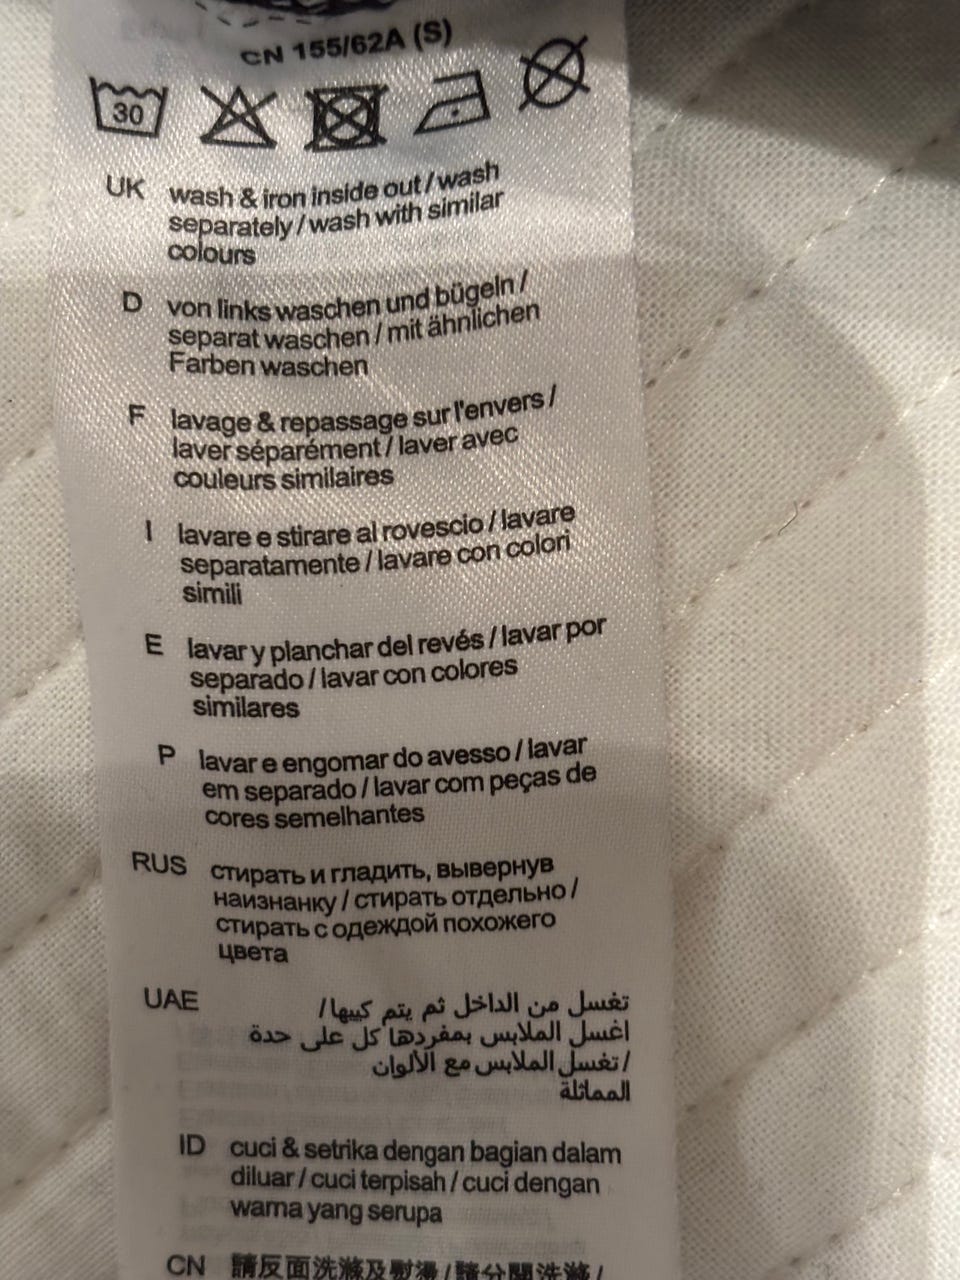 CN 155/62A (S)
30
UK wash & iron inside out / wash
separately / wash with similar
colours
D von links waschen und bügeln /
separat waschen / mit ähnlichen
Farben waschen
F lavage & repassage sur l'envers /
laver séparément / laver avec
couleurs similaires
I lavare e stirare al rovescio / lavare
separatamente / lavare con colori
simili
E lavar y planchar del revés / lavar por
separado / lavar con colores
similares
P lavar e engomar do avesso / lavar
em separado / lavar com peças de
cores semelhantes
RUS стирать и гладить, вывернув
наизнанку / стирать отдельно /
стирать с одеждой похожего
цвета
UAE تغسل من الداخل ثم يتم كييها/
اغسل الملابس بمفردها كل على حدة
/ تغسل الملابس مع الألوان
المماثلة
ID cuci & setrika dengan bagian dalam
diluar / cuci terpisah / cuci dengan
warna yang serupa
CN 請反面洗滌及熨燙 / 請分開洗滌 /